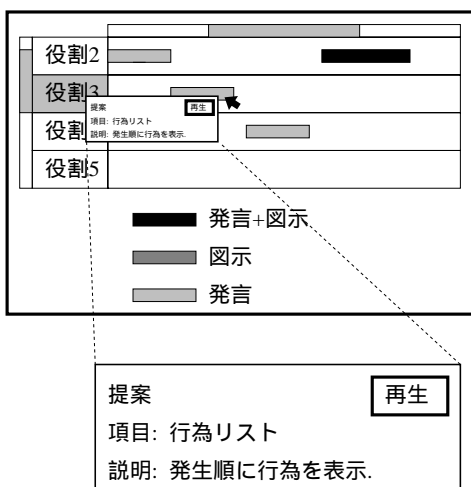 役割2
役割3
役割
役割5
提案 再生
項目: 行為リスト
説明: 発生順に行為を表示.
発言+図示
図示
発言
提案 再生
項目: 行為リスト
説明: 発生順に行為を表示.